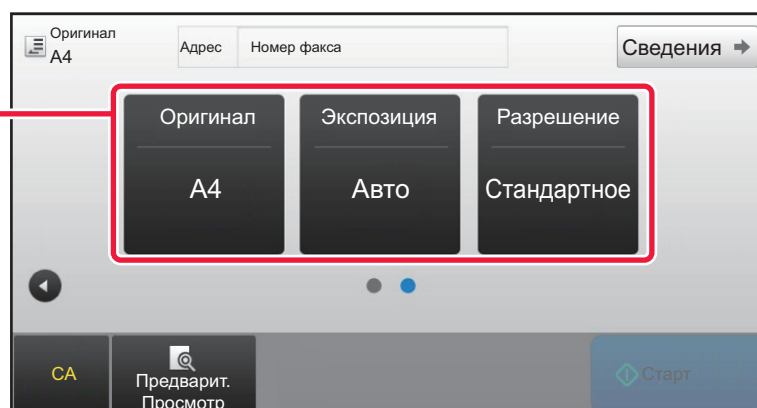 Оригинал
A4
Адрес Номер факса
Сведения
Оригинал Экспозиция Разрешение
A4 Авто Стандартное
CA
Предварит.
Просмотр
Старт